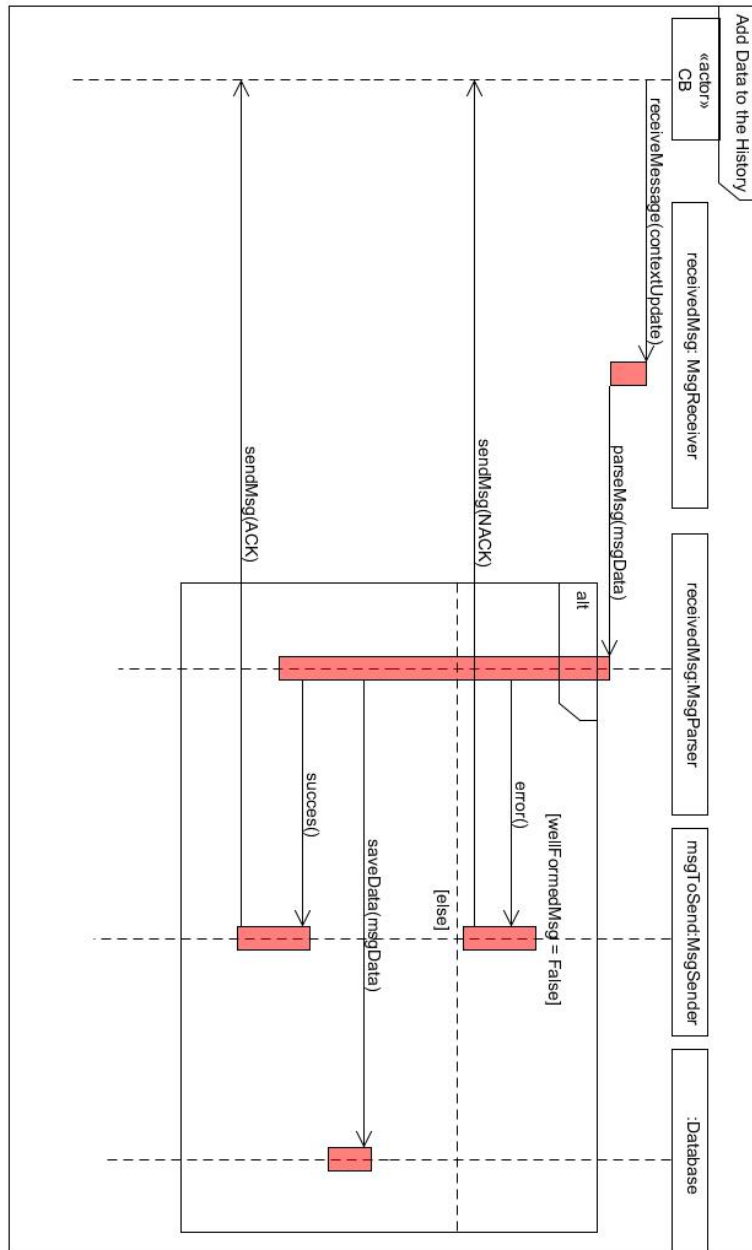 Add Data to the History
«actor»
CB
receivedMsg: MsgReceiver
receivedMsg:MsgParser
msgToSend:MsgSender
:Database
receiveMessage(contextUpdate)
parseMsg(msgData)
alt
[wellFormedMsg = False]
error()
sendMsg(NACK)
[else]
saveData(msgData)
succes()
sendMsg(ACK)